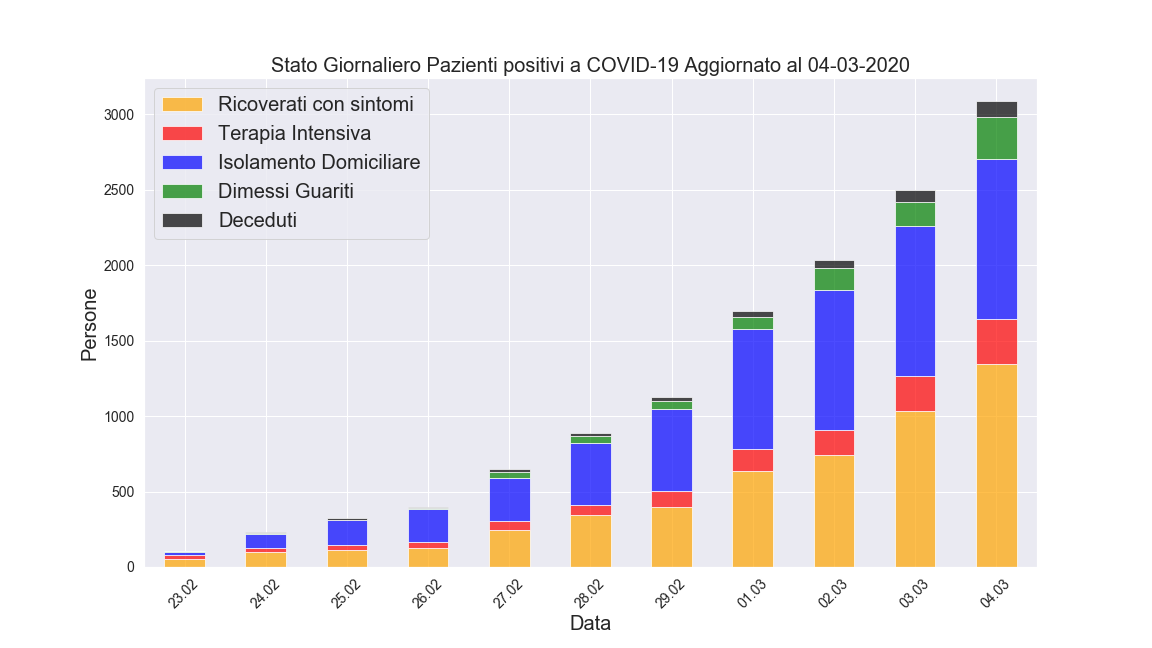 Stato Giornaliero Pazienti positivi a COVID-19 Aggiornato al 04-03-2020
Ricoverati con sintomi
Terapia Intensiva
Isolamento Domiciliare
Dimessi Guariti
Deceduti
Persone
3000
2500
2000
1500
1000
500
0
23.02 24.02 25.02 26.02 27.02 28.02 29.02 01.03 02.03 03.03 04.03
Data